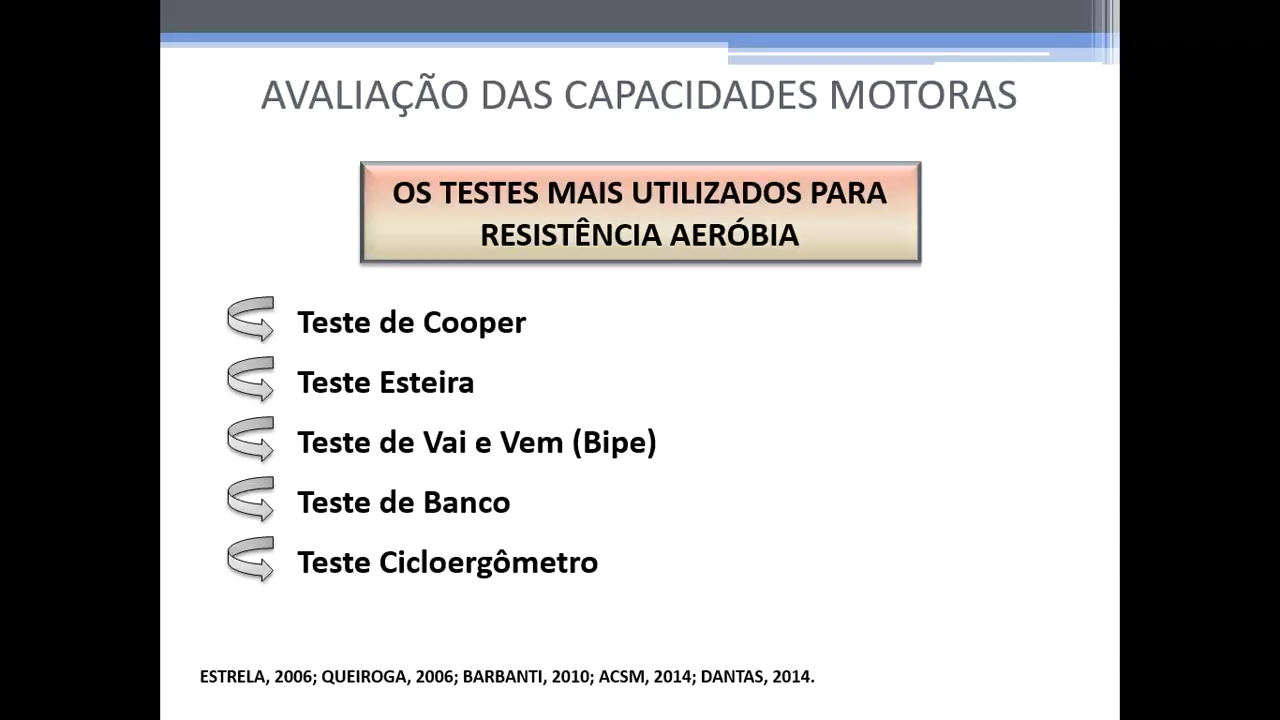 AVALIAÇÃO DAS CAPACIDADES MOTORAS
OS TESTES MAIS UTILIZADOS PARA
RESISTÊNCIA AERÓBIA
Teste de Cooper
Teste Esteira
Teste de Vai e Vem (Bipe)
Teste de Banco
Teste Cicloergômetro
ESTRELA, 2006; QUEIROGA, 2006; BARBANTI, 2010; ACSM, 2014; DANTAS, 2014.